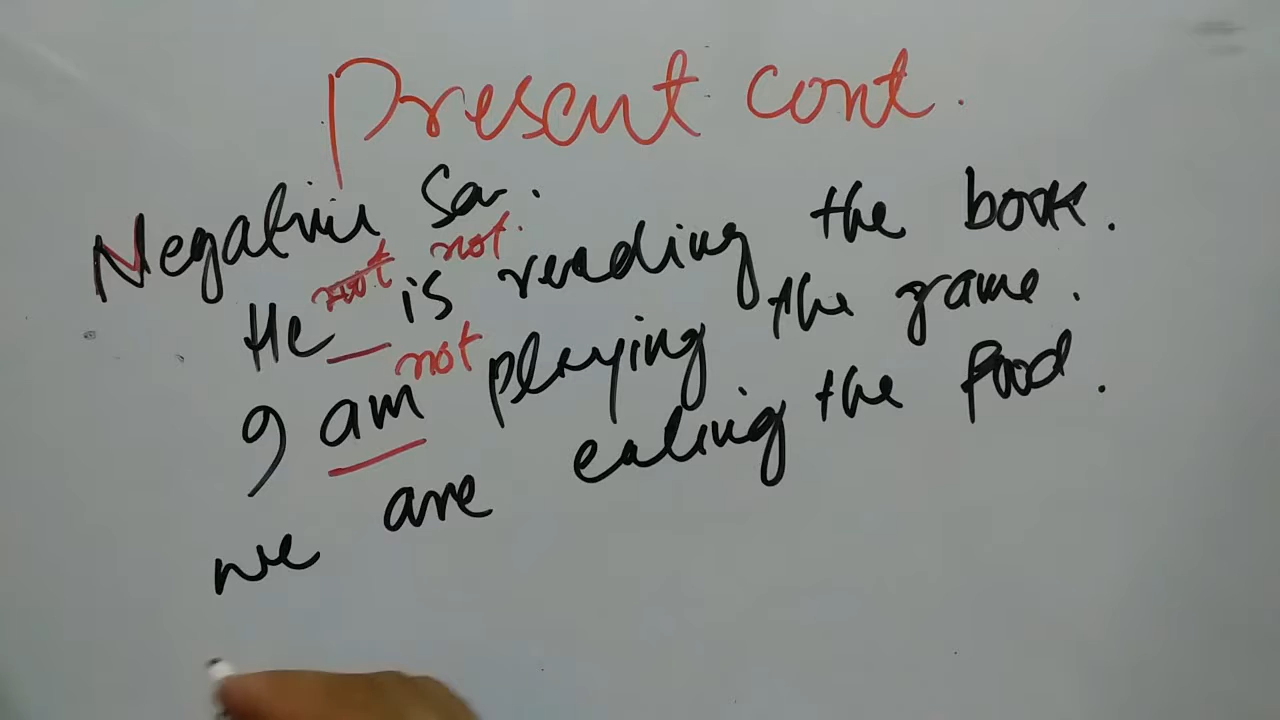 Present cont.
Negative Sen.
not not.
He is reading the book.
not
I am playing the game.
we are eating the food.